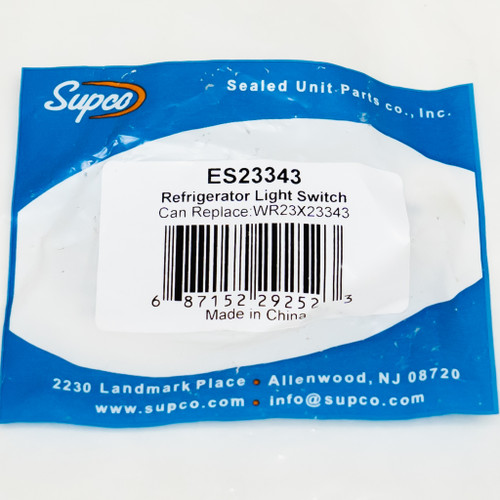 Supco
Sealed Unit Parts co., Inc.
ES23343
Refrigerator Light Switch
Can Replace:WR23X23343
6 87152 29252 3
Made in China
2230 Landmark Place • Allenwood, NJ 08720
www.supco.com • info@supco.com